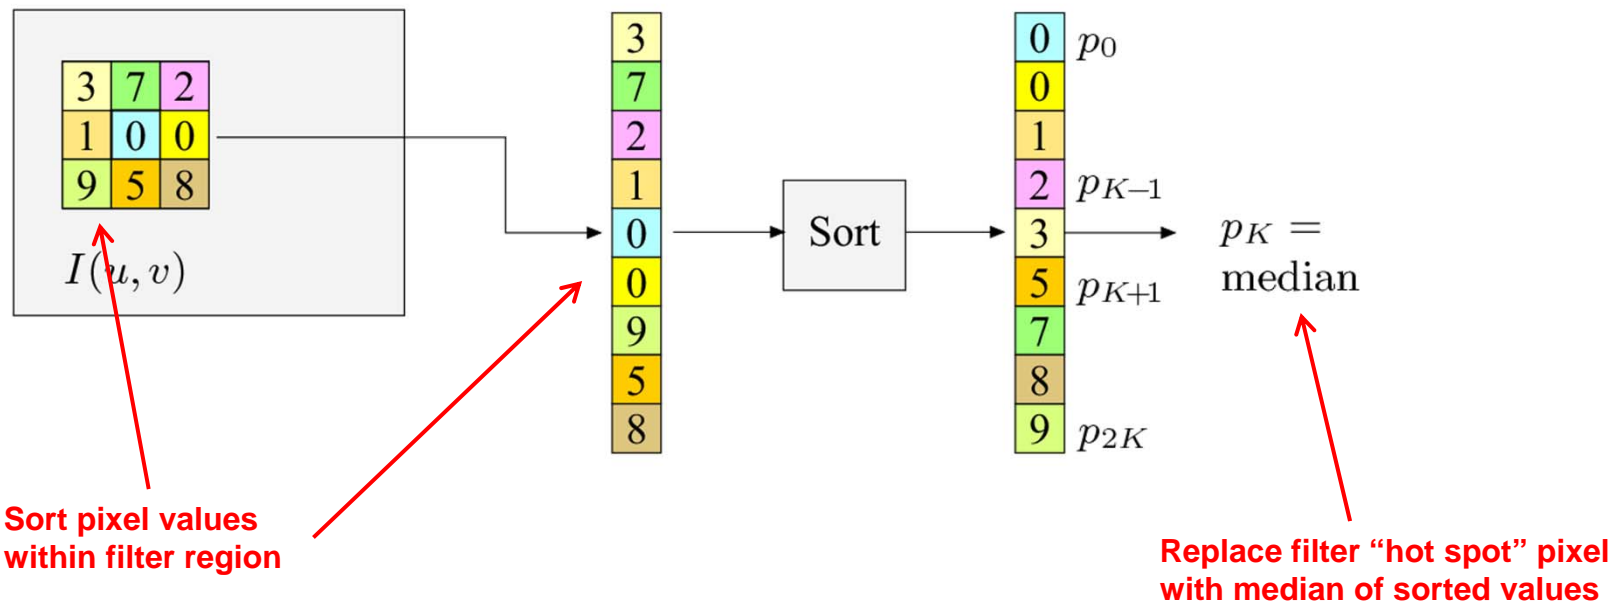 3 7 2
1 0 0
9 5 8
I(u, v)
3
7
2
1
0
0
9
5
8
Sort
0 p0
0
1
2 pK−1
3
5 pK+1
7
8
9 p2K
pK =
median
Sort pixel values
within filter region
Replace filter “hot spot” pixel
with median of sorted values